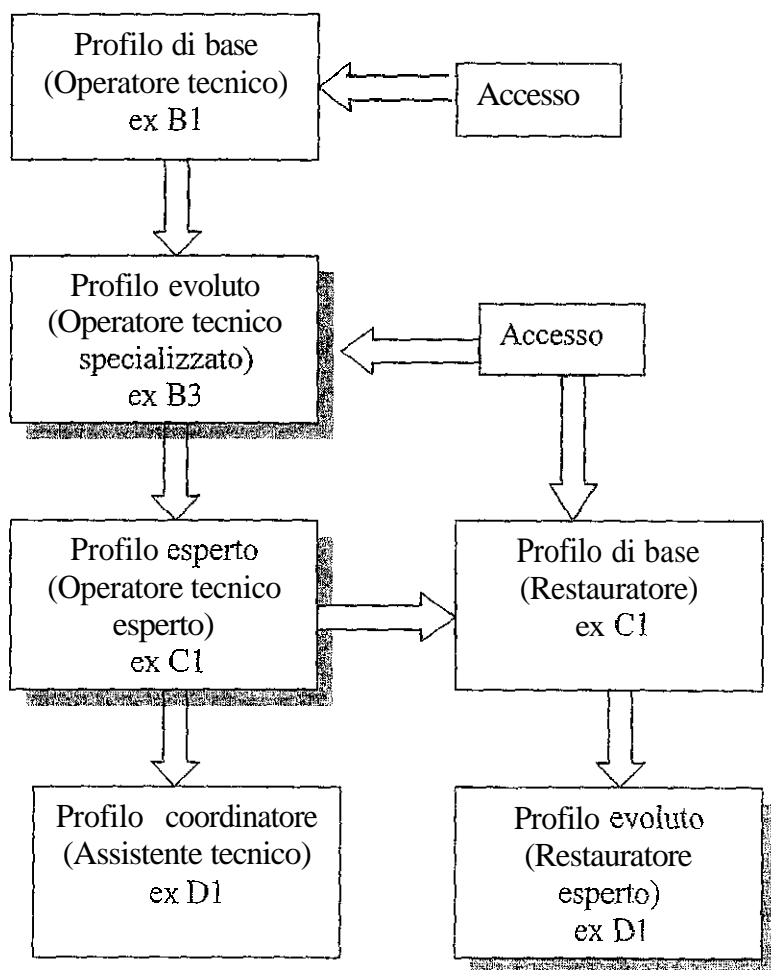 Profilo di base
(Operatore tecnico)
ex B1
Accesso
Profilo evoluto
(Operatore tecnico
specializzato)
ex B3
Accesso
Profilo esperto
(Operatore tecnico
esperto)
ex C1
Profilo di base
(Restauratore)
ex C1
Profilo coordinatore
(Assistente tecnico)
ex D1
Profilo evoluto
(Restauratore
esperto)
ex D1